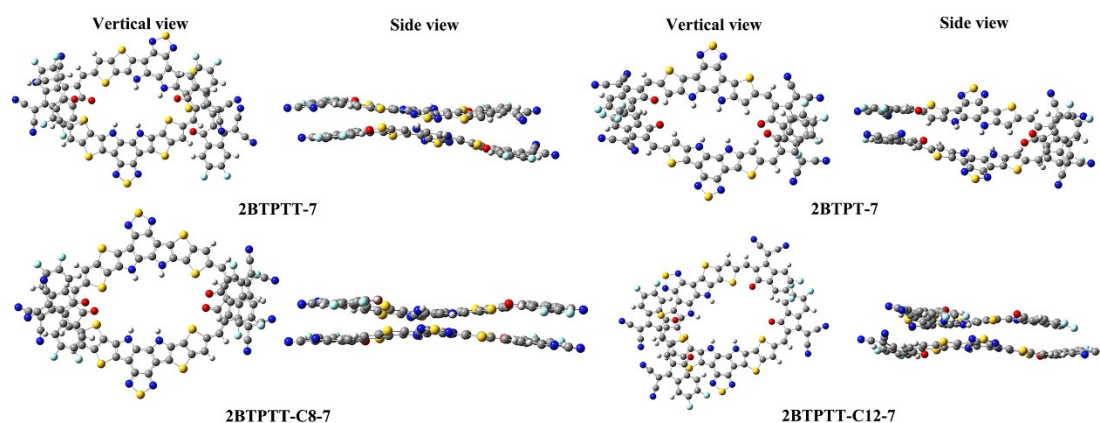 Vertical view
Side view
Vertical view
Side view
2BTPTT-7
2BTPT-7
2BTPTT-C8-7
2BTPTT-C12-7